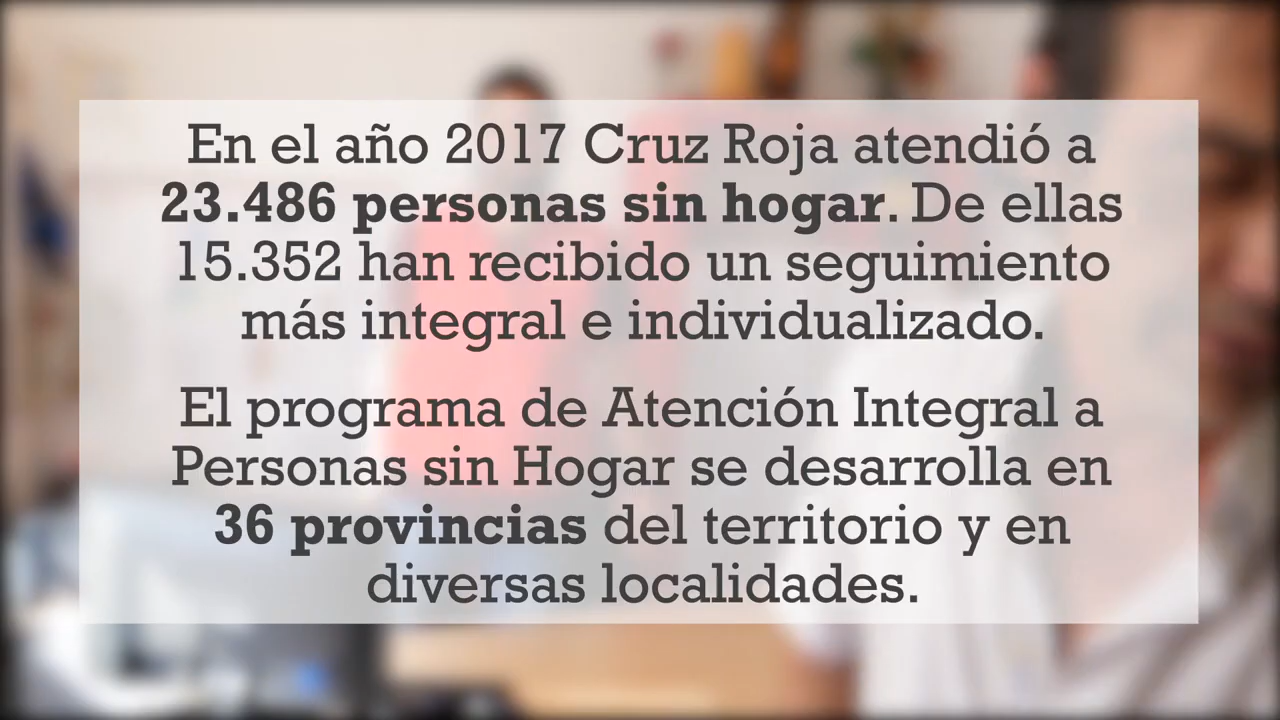 En el año 2017 Cruz Roja atendió a
23.486 personas sin hogar. De ellas
15.352 han recibido un seguimiento
más integral e individualizado.
El programa de Atención Integral a
Personas sin Hogar se desarrolla en
36 provincias del territorio y en
diversas localidades.